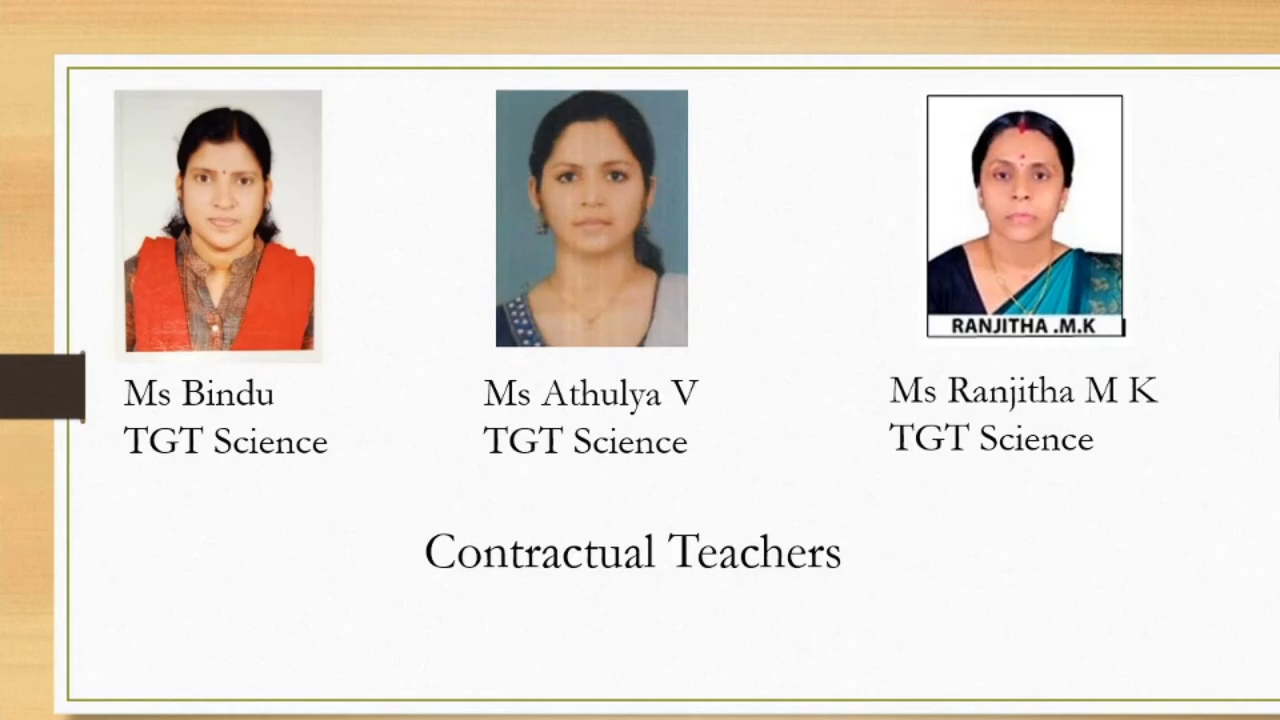 RANJITHA .M.K
Ms Bindu
TGT Science
Ms Athulya V
TGT Science
Ms Ranjitha M K
TGT Science
Contractual Teachers